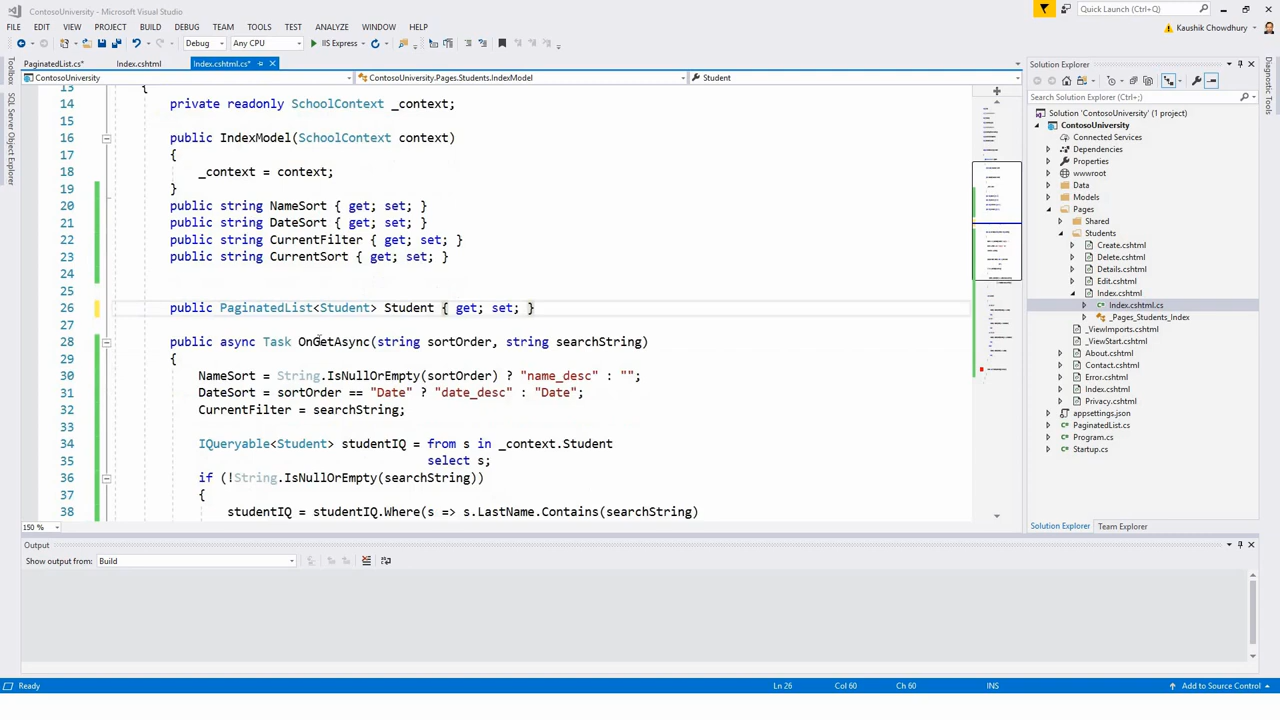 ContosoUniversity - Microsoft Visual Studio
Quick Launch (Ctrl+Q)
FILE EDIT VIEW PROJECT BUILD DEBUG TEAM TOOLS TEST ANALYZE WINDOW HELP
Kaushik Chowdhury
Debug Any CPU IIS Express
PaginatedList.cs* Index.cshtml Index.cshtml.cs*
ContosoUniversity ContosoUniversity.Pages.Students.IndexModel Student
Toolbox
SQL Server Object Explorer
13 {
14 private readonly SchoolContext _context;
15
16 public IndexModel(SchoolContext context)
17 {
18 _context = context;
19 }
20 public string NameSort { get; set; }
21 public string DateSort { get; set; }
22 public string CurrentFilter { get; set; }
23 public string CurrentSort { get; set; }
24
25
26 public PaginatedList<Student> Student { get; set; }
27
28 public async Task OnGetAsync(string sortOrder, string searchString)
29 {
30 NameSort = String.IsNullOrEmpty(sortOrder) ? "name_desc" : "";
31 DateSort = sortOrder == "Date" ? "date_desc" : "Date";
32 CurrentFilter = searchString;
33
34 IQueryable<Student> studentIQ = from s in _context.Student
35 select s;
36 if (!String.IsNullOrEmpty(searchString))
37 {
38 studentIQ = studentIQ.Where(s => s.LastName.Contains(searchString)
150 %
Solution Explorer
Search Solution Explorer (Ctrl+;)
Solution 'ContosoUniversity' (1 project)
ContosoUniversity
Connected Services
Dependencies
Properties
wwwroot
Data
Models
Pages
Shared
Students
Create.cshtml
Delete.cshtml
Details.cshtml
Edit.cshtml
Index.cshtml
Index.cshtml.cs
_Pages_Students_Index
_ViewImports.cshtml
_ViewStart.cshtml
About.cshtml
Contact.cshtml
Error.cshtml
Index.cshtml
Privacy.cshtml
appsettings.json
PaginatedList.cs
Program.cs
Startup.cs
Solution Explorer Team Explorer
Diagnostic Tools
Output
Show output from: Build
Ready Ln 26 Col 60 Ch 60 INS Add to Source Control